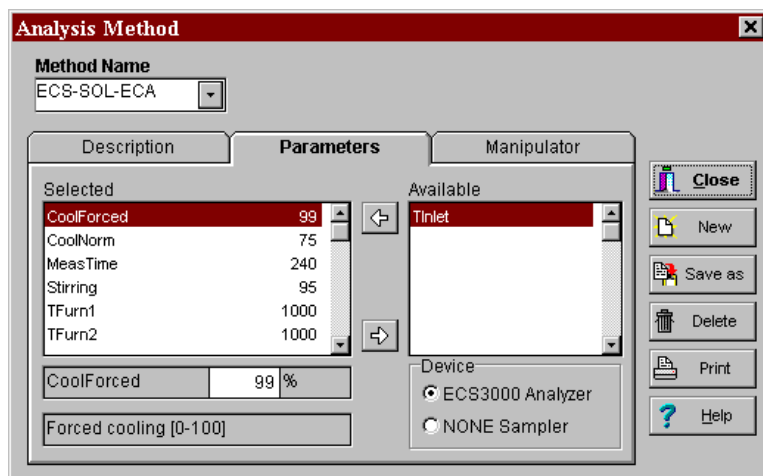 Analysis Method
Method Name
ECS-SOL-ECA
Description Parameters Manipulator
Selected
CoolForced 99
CoolNorm 75
MeasTime 240
Stirring 95
TFurn1 1000
TFurn2 1000
CoolForced 99 %
Forced cooling [0-100]
Available
TInlet
Device
ECS3000 Analyzer
NONE Sampler
Close
New
Save as
Delete
Print
Help